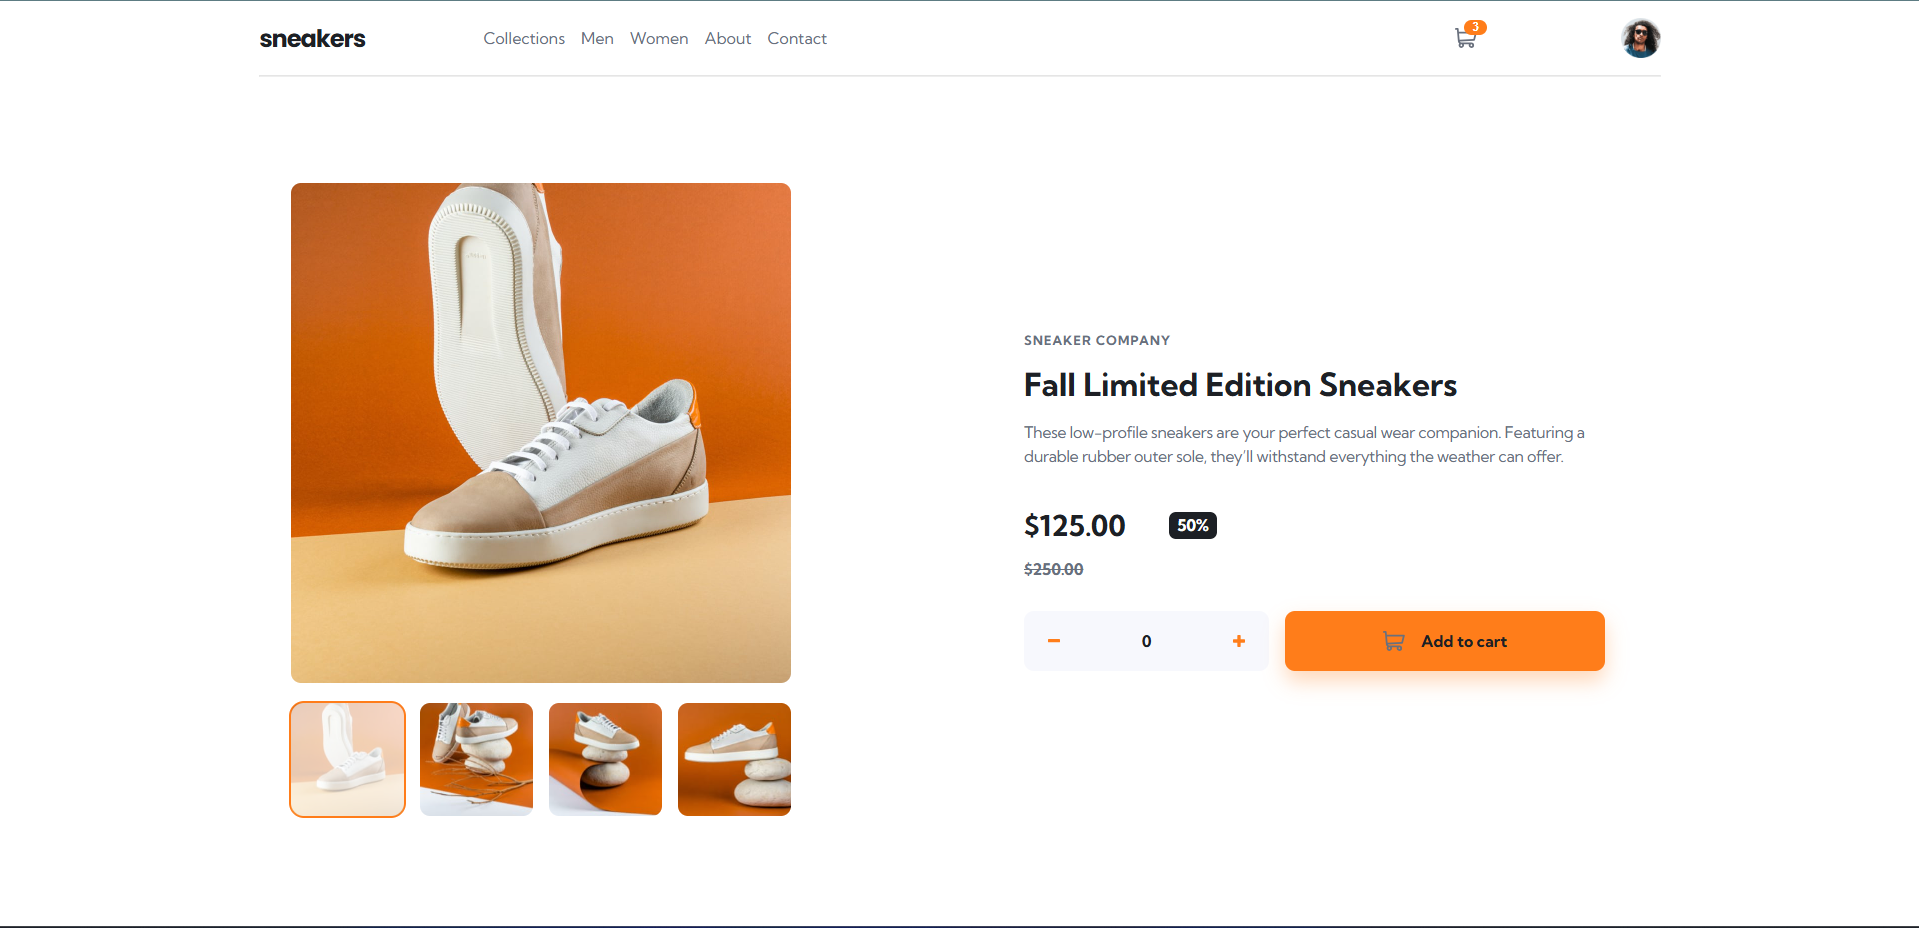 sneakers
Collections Men Women About Contact
3
SNEAKER COMPANY
Fall Limited Edition Sneakers
These low-profile sneakers are your perfect casual wear companion. Featuring a
durable rubber outer sole, they'll withstand everything the weather can offer.
$125.00 50%
$250.00
0
Add to cart